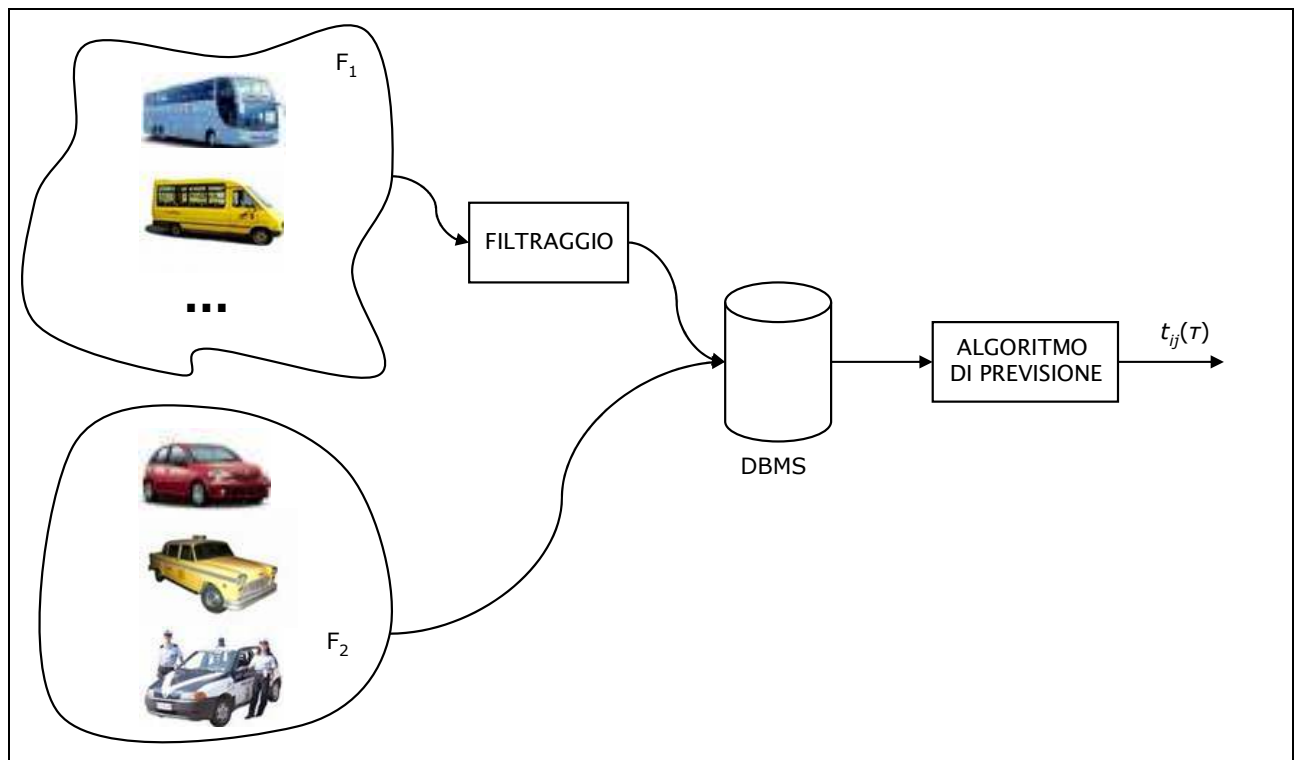 F₁
...
FILTRAGGIO
DBMS
ALGORITMO
DI PREVISIONE
tᵢⱼ(τ)
F₂